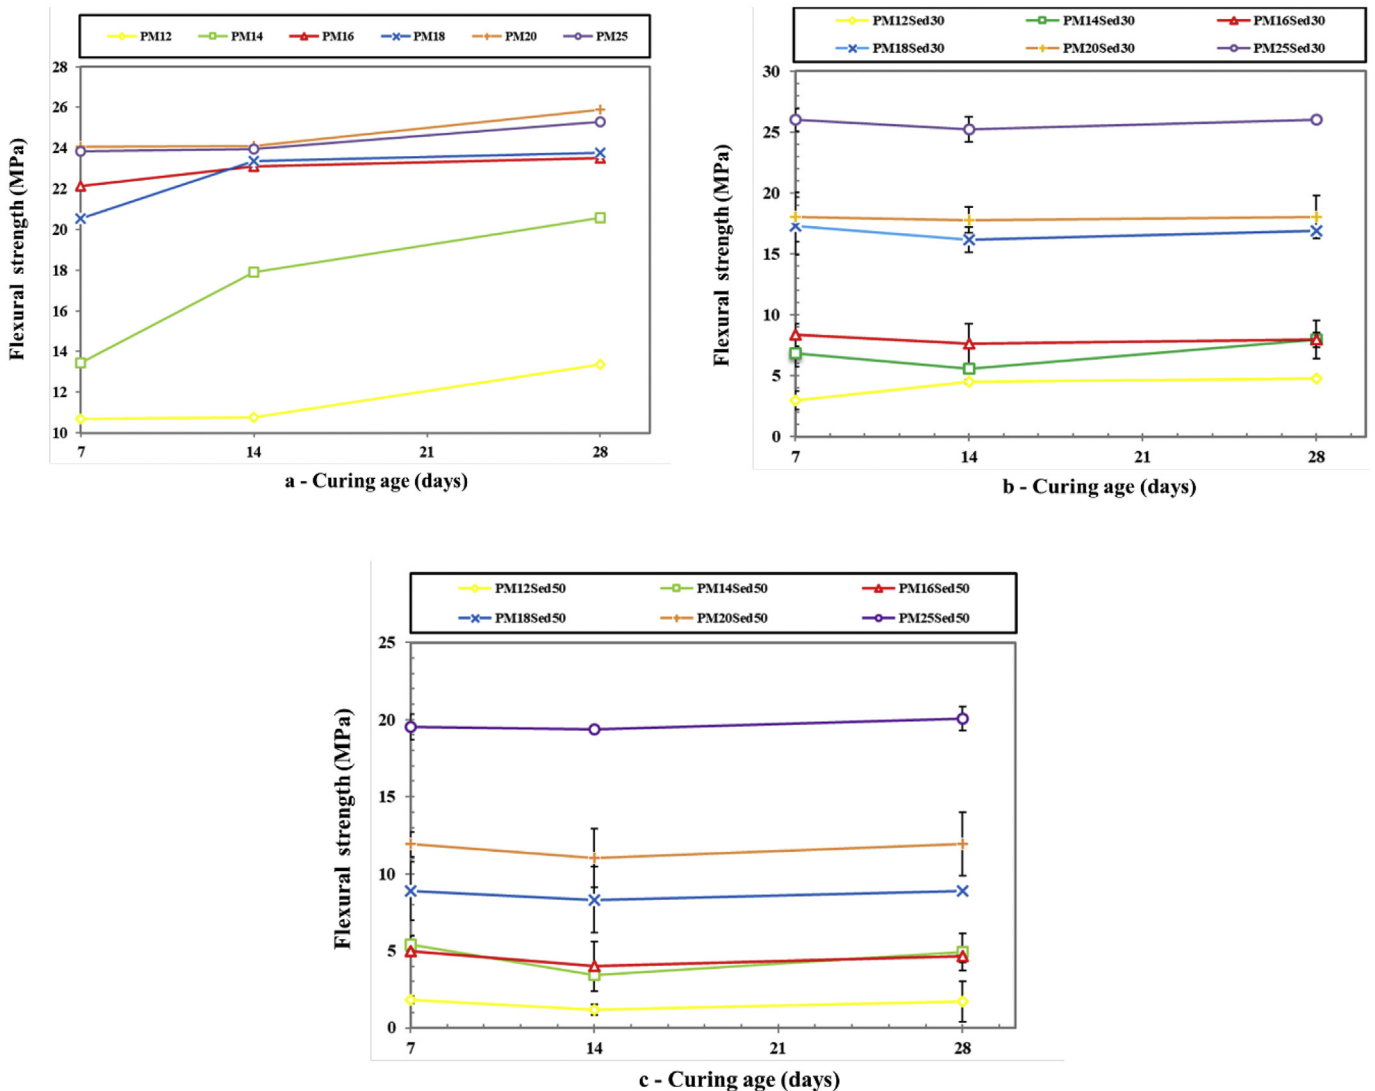 PM12 PM14 PM16 PM18 PM20 PM25
28
26
24
22
20
18
16
14
12
10
7 14 21 28
Flexural strength (MPa)
a - Curing age (days)
PM12Sed30 PM14Sed30 PM16Sed30
PM18Sed30 PM20Sed30 PM25Sed30
30
25
20
15
10
5
0
7 14 21 28
Flexural strength (MPa)
b - Curing age (days)
PM12Sed50 PM14Sed50 PM16Sed50
PM18Sed50 PM20Sed50 PM25Sed50
25
20
15
10
5
0
7 14 21 28
Flexural strength (MPa)
c - Curing age (days)